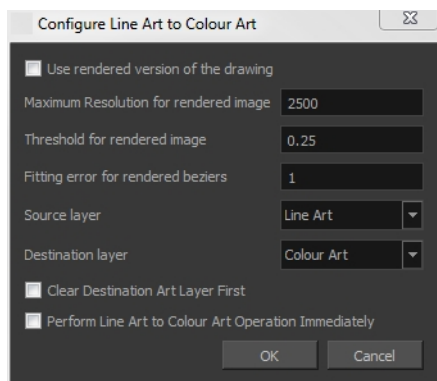 Configure Line Art to Colour Art
Use rendered version of the drawing
Maximum Resolution for rendered image 2500
Threshold for rendered image 0.25
Fitting error for rendered beziers 1
Source layer Line Art
Destination layer Colour Art
Clear Destination Art Layer First
Perform Line Art to Colour Art Operation Immediately
OK Cancel